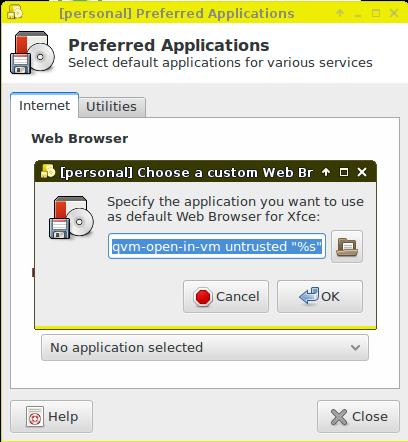 [personal] Preferred Applications
Preferred Applications
Select default applications for various services
Internet
Utilities
Web Browser
[personal] Choose a custom Web Br
Specify the application you want to use
as default Web Browser for Xfce:
qvm-open-in-vm untrusted "%s"
Cancel
OK
No application selected
Help
Close